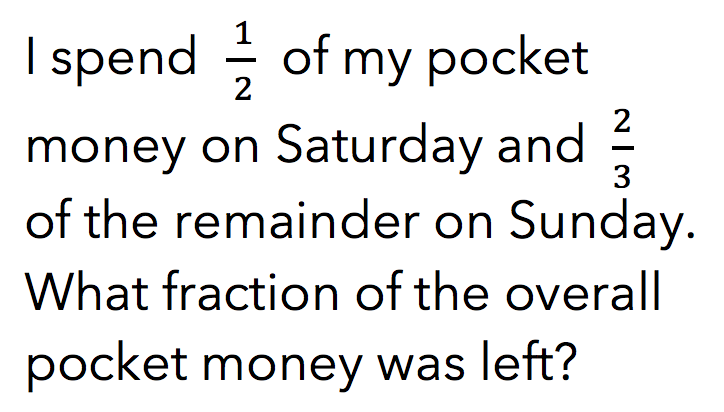 I spend 1/2 of my pocket
money on Saturday and 2/3
of the remainder on Sunday.
What fraction of the overall
pocket money was left?